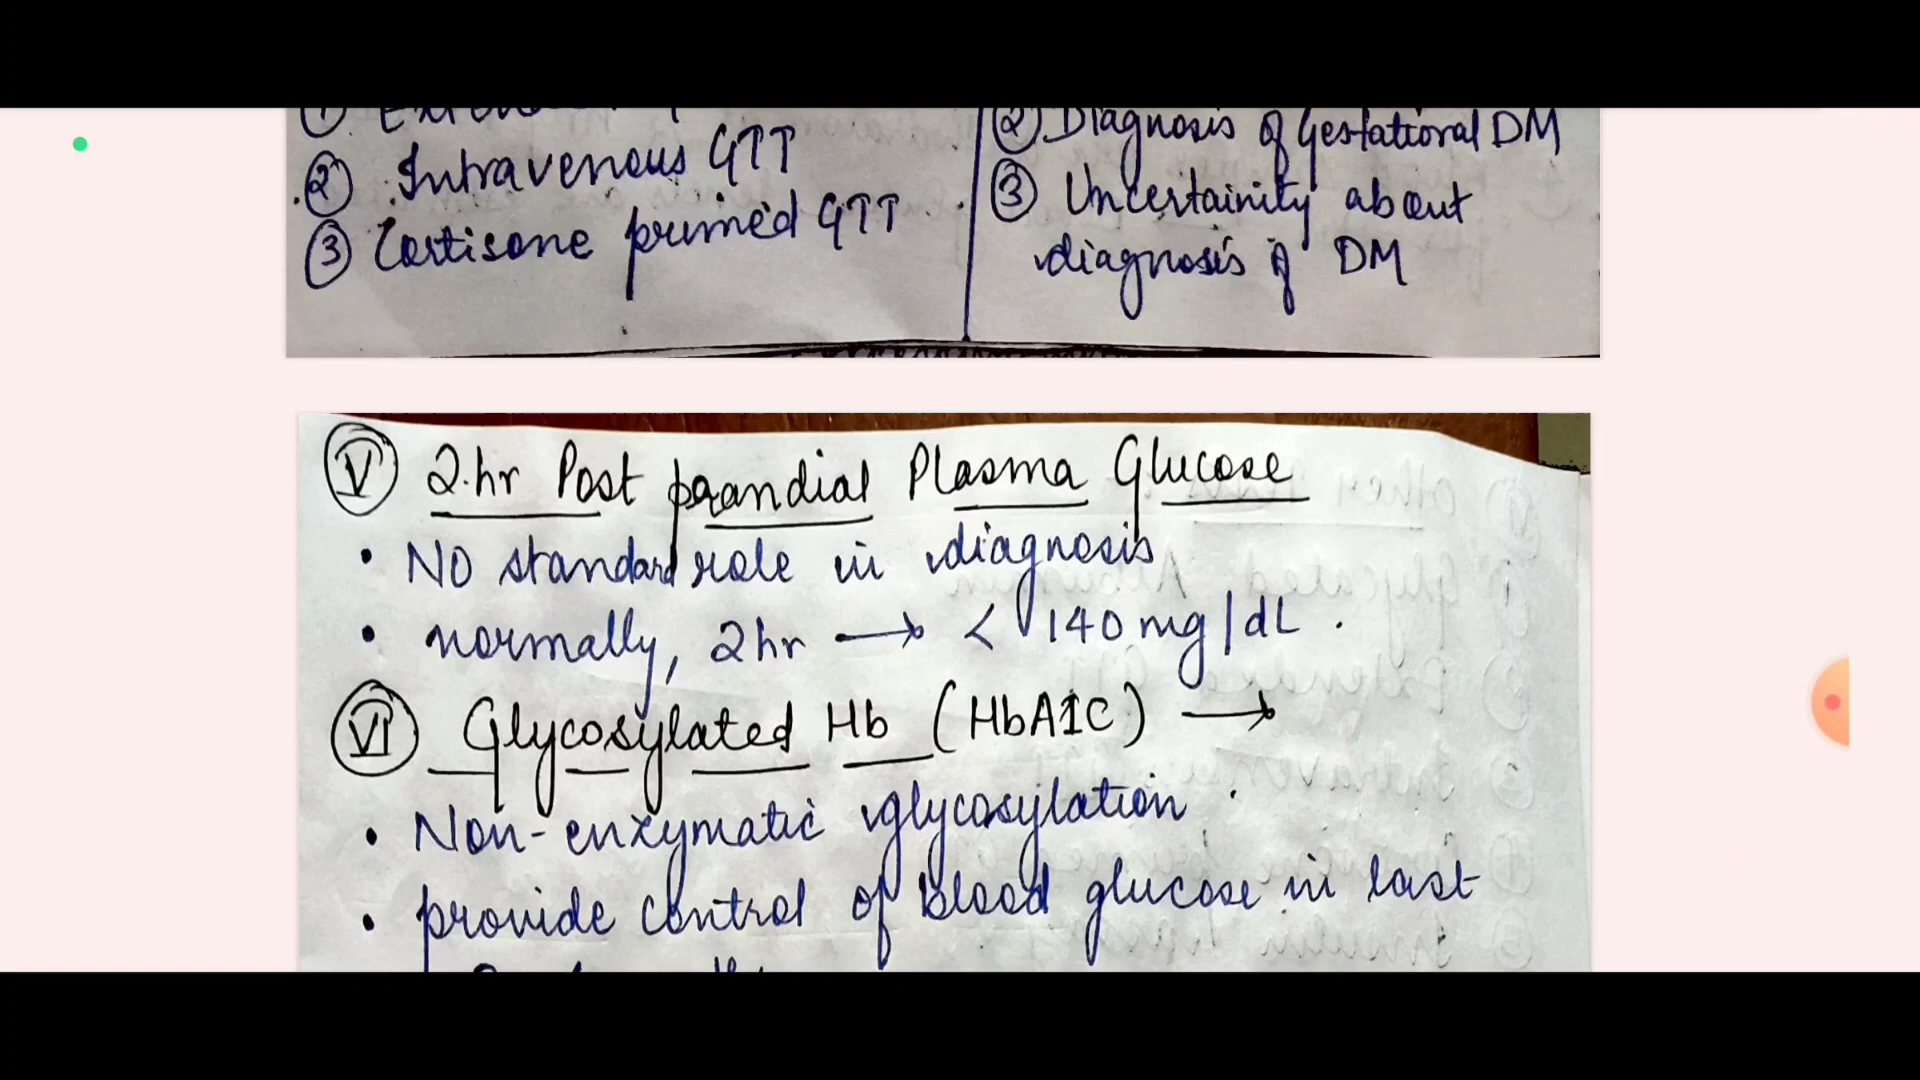 ② Intravenous GTT
③ Cortisone primed GTT
② Diagnosis of Gestational DM
③ Uncertainity about
diagnosis of DM
Ⅴ 2.hr Post prandial Plasma Glucose
• NO standard role in diagnosis
• normally, 2hr → < 140 mg/dL.
Ⅵ Glycosylated Hb (HbA1C) →
• Non-enzymatic glycosylation
• provide control of blood glucose in last